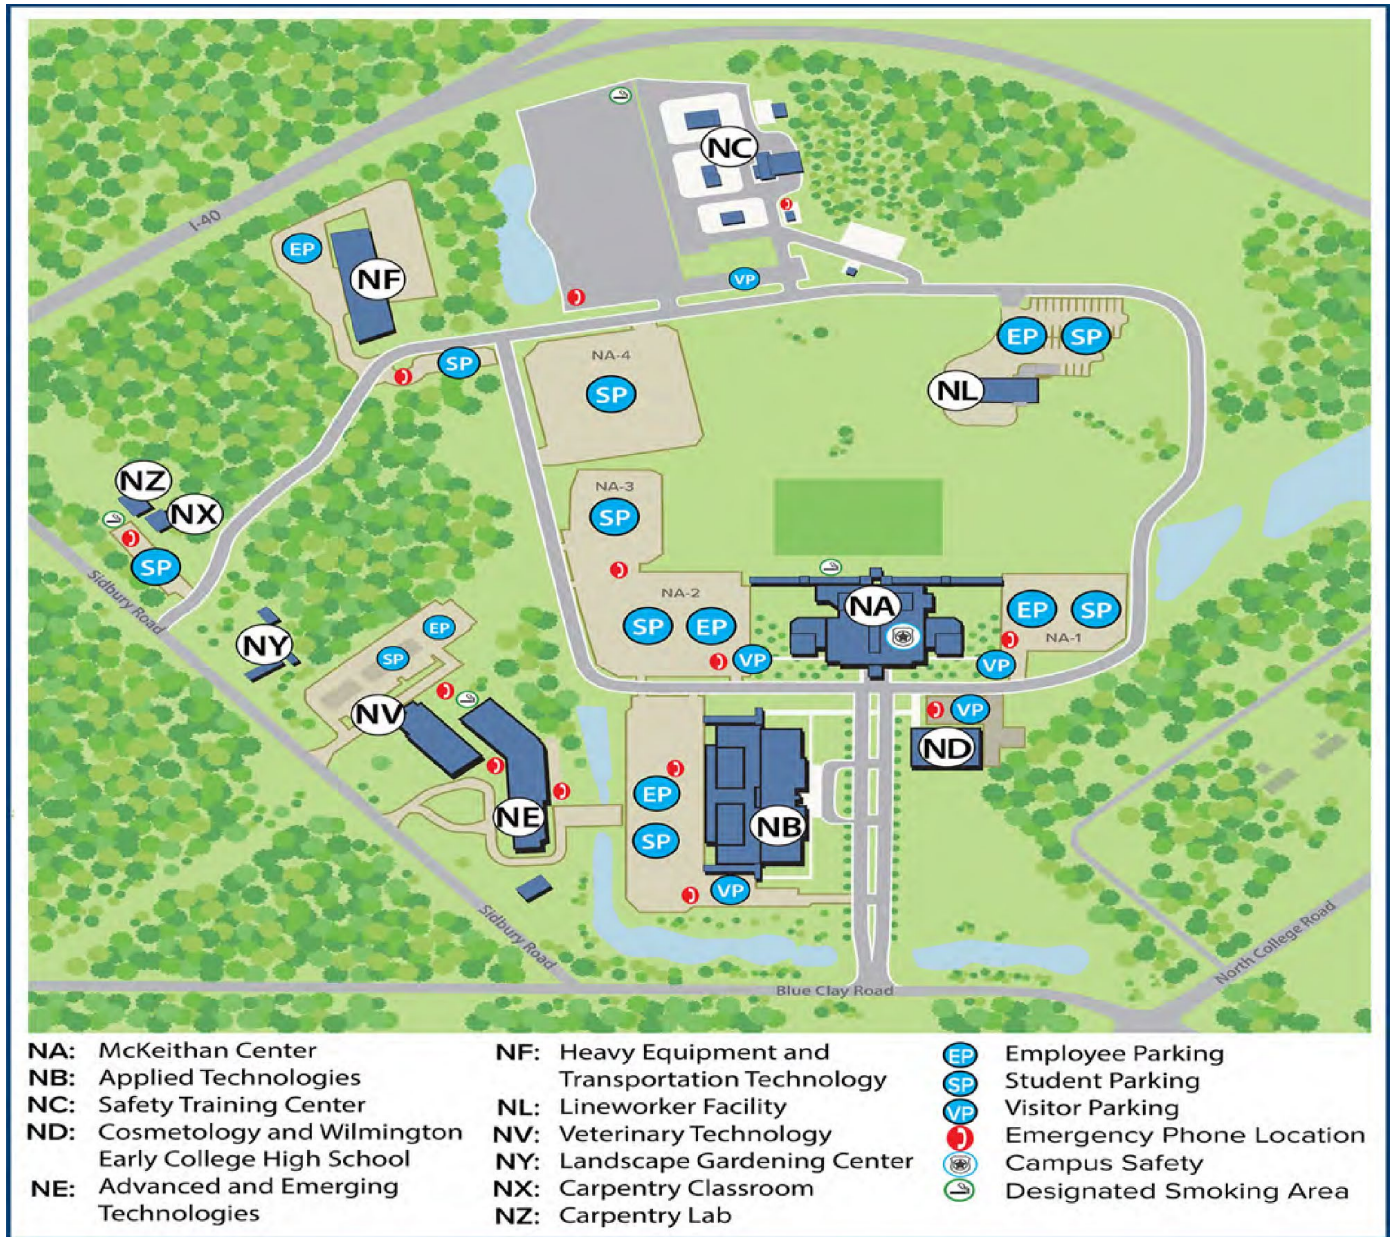 I-40
NC
EP
NF
VP
NA-4
SP
SP
EP
SP
NL
NZ
NX
SP
NA-3
SP
Sidbury Road
NA-2
SP
EP
VP
NA
EP
SP
NA-1
VP
NY
EP
SP
NV
VP
ND
NE
EP
SP
NB
VP
Sidbury Road
Blue Clay Road
North College Road
NA: McKeithan Center
NB: Applied Technologies
NC: Safety Training Center
ND: Cosmetology and Wilmington
Early College High School
NE: Advanced and Emerging
Technologies
NF: Heavy Equipment and
Transportation Technology
NL: Lineworker Facility
NV: Veterinary Technology
NY: Landscape Gardening Center
NX: Carpentry Classroom
NZ: Carpentry Lab
EP Employee Parking
SP Student Parking
VP Visitor Parking
Emergency Phone Location
Campus Safety
Designated Smoking Area